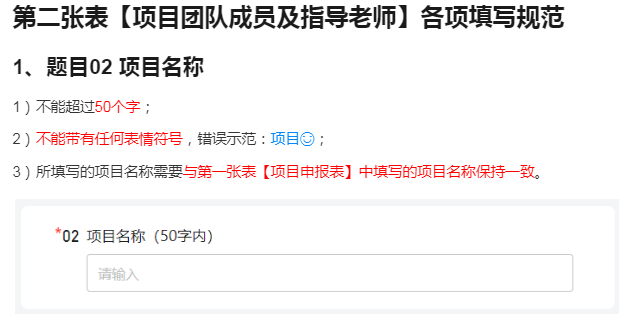 第二张表【项目团队成员及指导老师】各项填写规范
1、题目02 项目名称
1）不能超过50个字；
2）不能带有任何表情符号，错误示范：项目☺；
3）所填写的项目名称需要与第一张表【项目申报表】中填写的项目名称保持一致。
*02 项目名称（50字内）
请输入